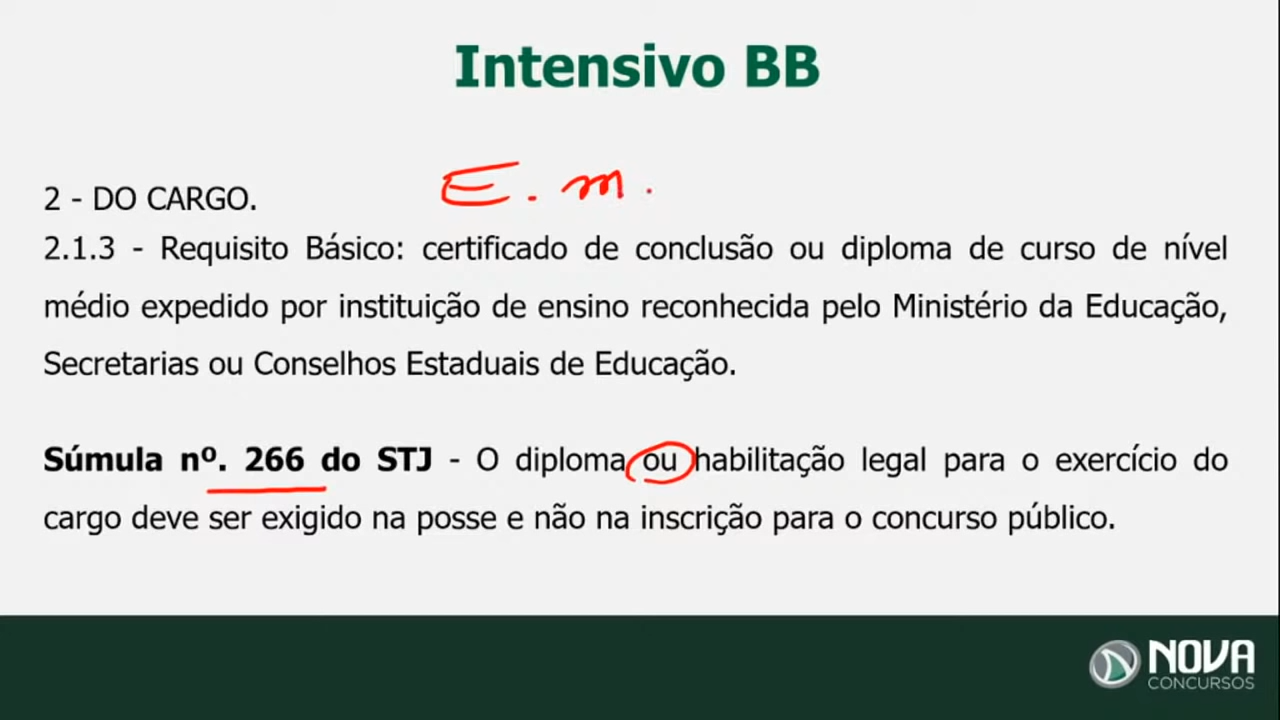 Intensivo BB
E. m.
2 - DO CARGO.
2.1.3 - Requisito Básico: certificado de conclusão ou diploma de curso de nível
médio expedido por instituição de ensino reconhecida pelo Ministério da Educação,
Secretarias ou Conselhos Estaduais de Educação.
Súmula nº. 266 do STJ - O diploma ou habilitação legal para o exercício do
cargo deve ser exigido na posse e não na inscrição para o concurso público.
NOVA
CONCURSOS